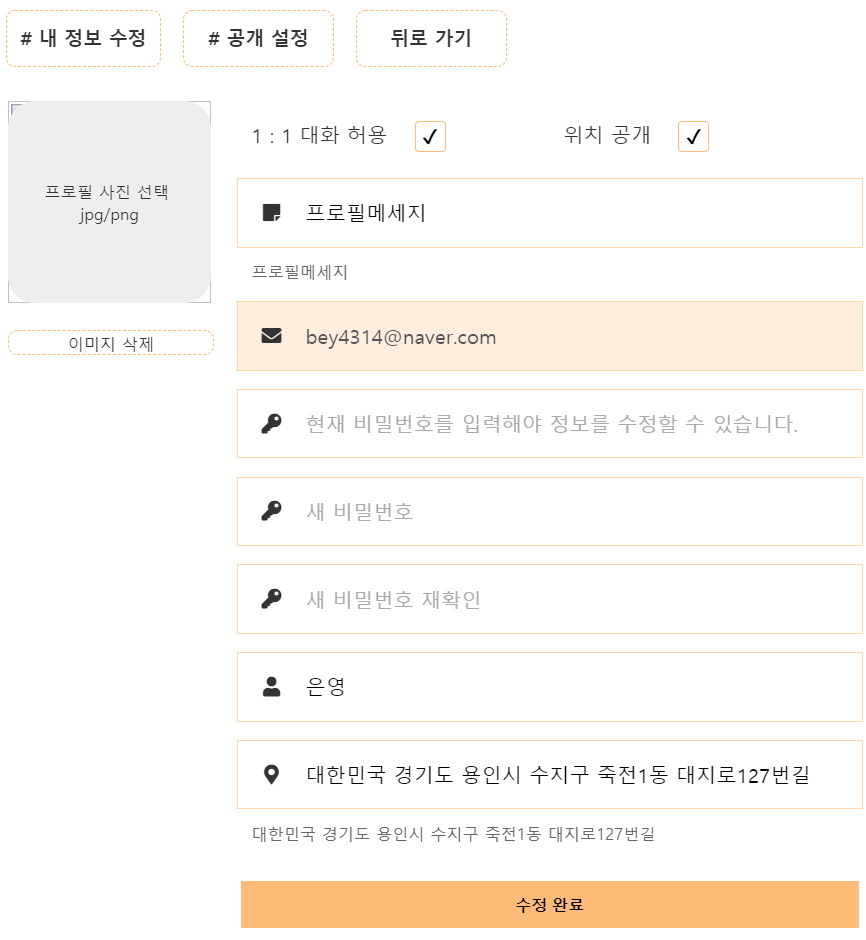 # 내 정보 수정
# 공개 설정
뒤로 가기
1 : 1 대화 허용
위치 공개
프로필 사진 선택
jpg/png
이미지 삭제
프로필메세지
프로필메세지
bey4314@naver.com
현재 비밀번호를 입력해야 정보를 수정할 수 있습니다.
새 비밀번호
새 비밀번호 재확인
은영
대한민국 경기도 용인시 수지구 죽전1동 대지로127번길
대한민국 경기도 용인시 수지구 죽전1동 대지로127번길
수정 완료